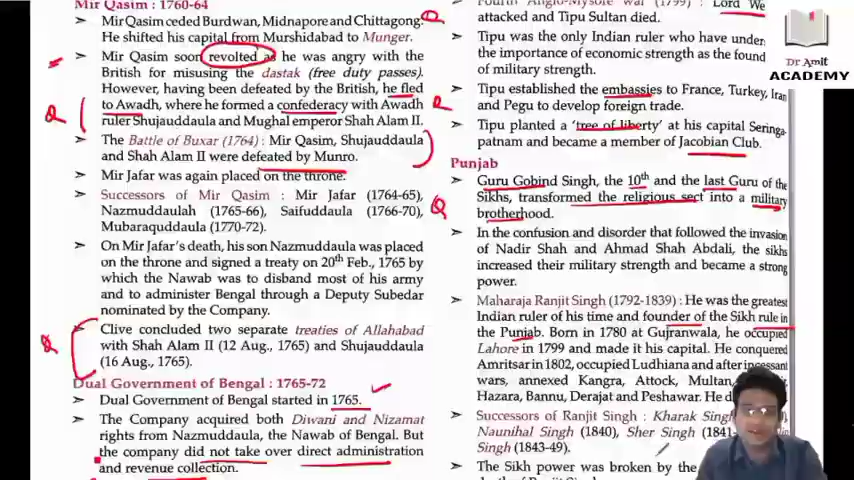 Mir Qasim : 1760-64
➢ Mir Qasim ceded Burdwan, Midnapore and Chittagong.
He shifted his capital from Murshidabad to Munger.
➢ Mir Qasim soon revolted as he was angry with the
British for misusing the dastak (free duty passes).
However, having been defeated by the British, he fled
to Awadh, where he formed a confederacy with Awadh
ruler Shujauddaula and Mughal emperor Shah Alam II.
➢ The Battle of Buxar (1764) : Mir Qasim, Shujauddaula
and Shah Alam II were defeated by Munro.
➢ Mir Jafar was again placed on the throne.
➢ Successors of Mir Qasim : Mir Jafar (1764-65),
Nazmuddaulah (1765-66), Saifuddaula (1766-70),
Mubaraquddaula (1770-72).
➢ On Mir Jafar's death, his son Nazmuddaula was placed
on the throne and signed a treaty on 20th Feb., 1765 by
which the Nawab was to disband most of his army
and to administer Bengal through a Deputy Subedar
nominated by the Company.
➢ Clive concluded two separate treaties of Allahabad
with Shah Alam II (12 Aug., 1765) and Shujauddaula
(16 Aug., 1765).
Dual Government of Bengal : 1765-72
➢ Dual Government of Bengal started in 1765.
➢ The Company acquired both Diwani and Nizamat
rights from Nazmuddaula, the Nawab of Bengal. But
the company did not take over direct administration
and revenue collection.
Fourth Anglo-Mysore war (1799) : Lord We
attacked and Tipu Sultan died.
➢ Tipu was the only Indian ruler who have under
the importance of economic strength as the found
of military strength.
➢ Tipu established the embassies to France, Turkey, Iran
and Pegu to develop foreign trade.
➢ Tipu planted a 'tree of liberty' at his capital Seringa-
patnam and became a member of Jacobian Club.
Punjab
➢ Guru Gobind Singh, the 10th and the last Guru of the
Sikhs, transformed the religious sect into a military
brotherhood.
➢ In the confusion and disorder that followed the invasion
of Nadir Shah and Ahmad Shah Abdali, the sikhs
increased their military strength and became a strong
power.
➢ Maharaja Ranjit Singh (1792-1839) : He was the greatest
Indian ruler of his time and founder of the Sikh rule in
the Punjab. Born in 1780 at Gujranwala, he occupied
Lahore in 1799 and made it his capital. He conquered
Amritsar in 1802, occupied Ludhiana and after incessant
wars, annexed Kangra, Attock, Multan,
Hazara, Bannu, Derajat and Peshawar. He d
➢ Successors of Ranjit Singh : Kharak Singh
Naunihal Singh (1840), Sher Singh (1841-
Singh (1843-49).
➢ The Sikh power was broken by the
Dr Amit
ACADEMY